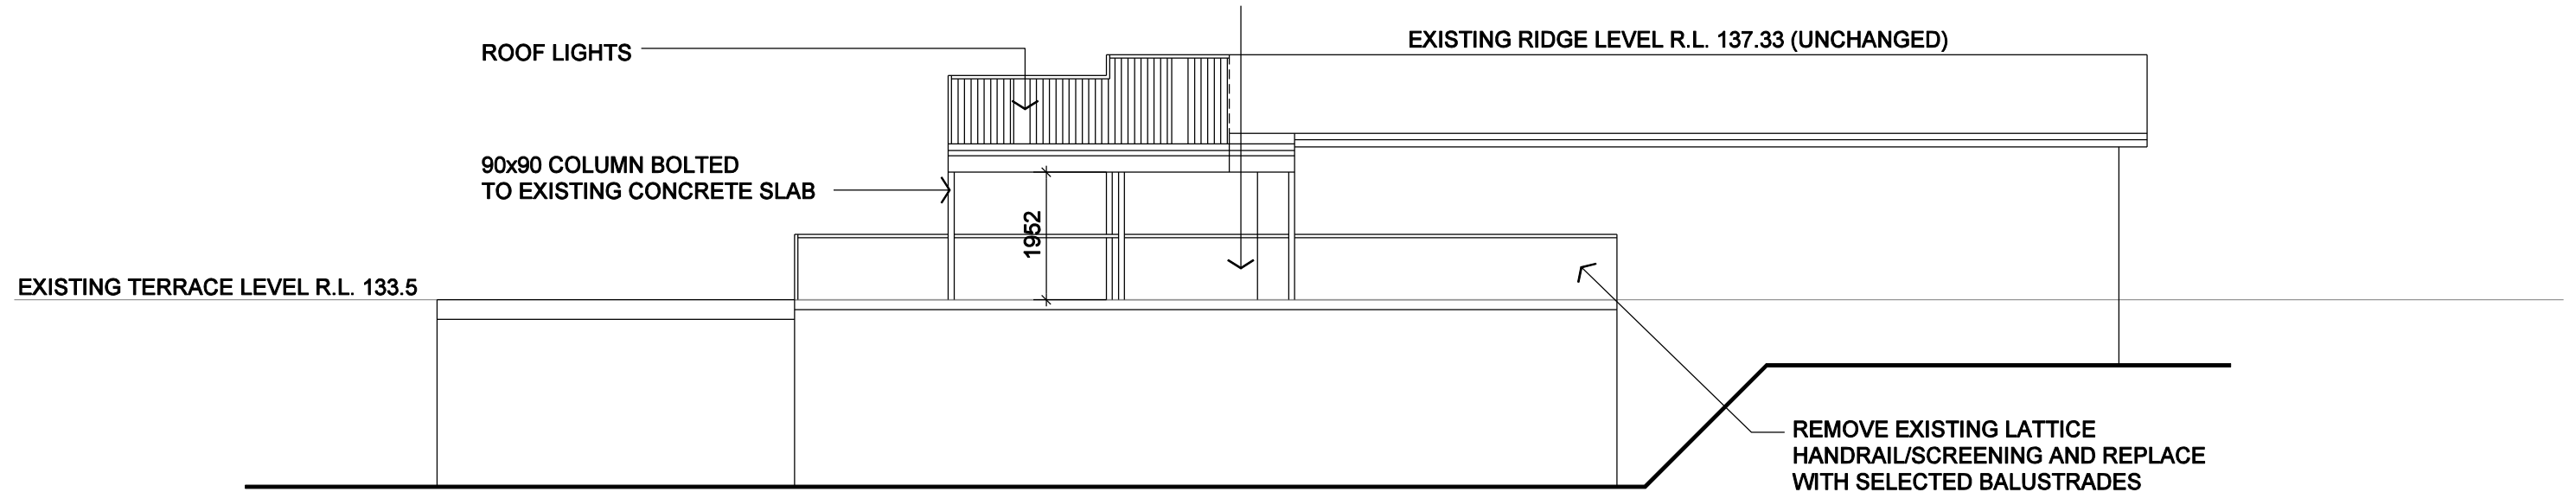 EXISTING RIDGE LEVEL R.L. 137.33 (UNCHANGED)
ROOF LIGHTS
90x90 COLUMN BOLTED
TO EXISTING CONCRETE SLAB
1952
EXISTING TERRACE LEVEL R.L. 133.5
REMOVE EXISTING LATTICE
HANDRAIL/SCREENING AND REPLACE
WITH SELECTED BALUSTRADES